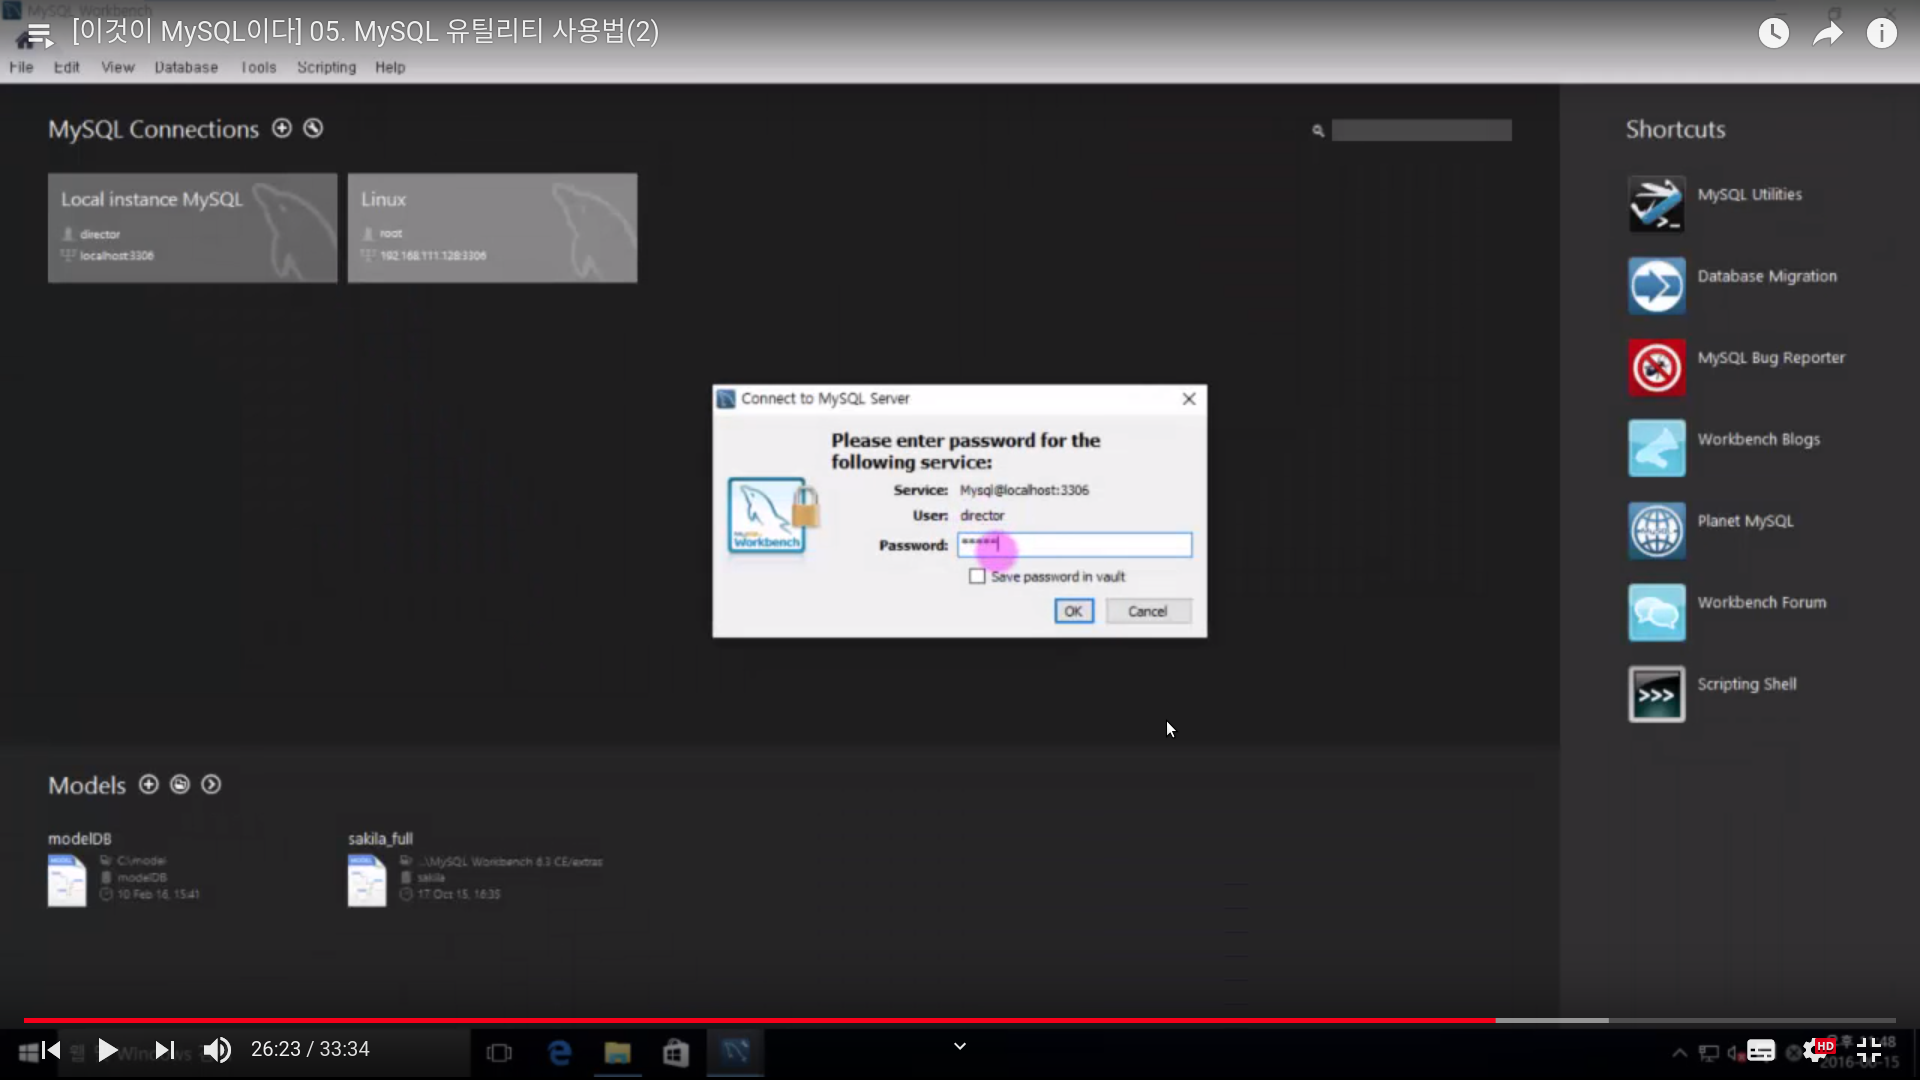 MySQL Workbench
[이것이 MySQL이다] 05. MySQL 유틸리티 사용법(2)
File Edit View Database Tools Scripting Help
MySQL Connections
Shortcuts
Local instance MySQL
director
localhost:3306
Linux
root
192.168.111.128:3306
MySQL Utilities
Database Migration
MySQL Bug Reporter
Workbench Blogs
Planet MySQL
Workbench Forum
Scripting Shell
Connect to MySQL Server
Please enter password for the
following service:
Service: Mysql@localhost:3306
User: director
Password: *****
Save password in vault
OK Cancel
Workbench
Models
modelDB
C:\model
modelDB
10 Feb 16, 15:41
sakila_full
...\MySQL Workbench 6.3 CE/extras
sakila
17 Oct 15, 16:35
Windows
26:23 / 33:34
HD